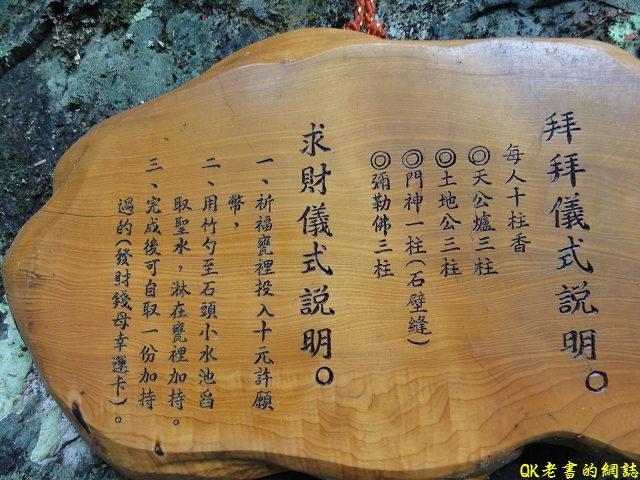 拜拜儀式説明○
每人十柱香
◎天公爐三柱
◎土地公三柱
◎門神一柱(石壁縫)
◎彌勒佛三柱
求財儀式説明○
一、祈福甕裡投入十元許願
幣，
二、用竹勺至石頭小水池舀
取聖水，淋在甕裡加持。
三、完成後可自取一份加持
過的(發財錢母幸運卡)。
QK老書的網誌